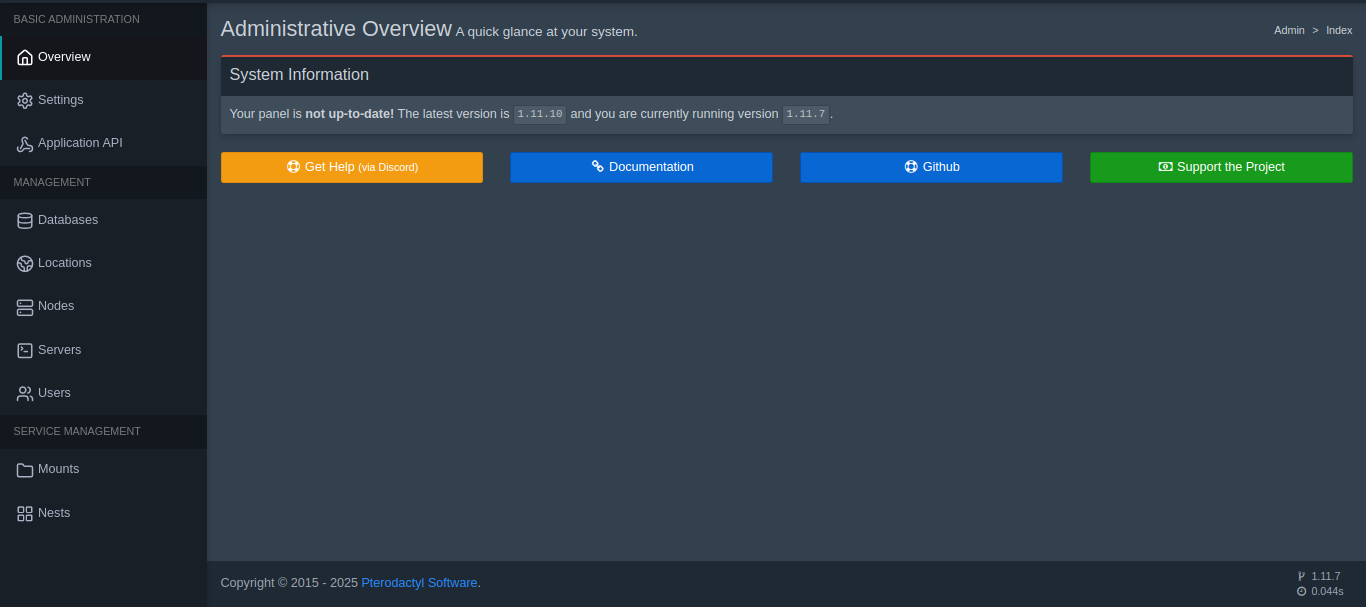 BASIC ADMINISTRATION
Overview
Settings
Application API
MANAGEMENT
Databases
Locations
Nodes
Servers
Users
SERVICE MANAGEMENT
Mounts
Nests
Administrative Overview A quick glance at your system.
Admin > Index
System Information
Your panel is not up-to-date! The latest version is 1.11.10 and you are currently running version 1.11.7.
Get Help (via Discord)
Documentation
Github
Support the Project
Copyright © 2015 - 2025 Pterodactyl Software.
1.11.7
0.044s